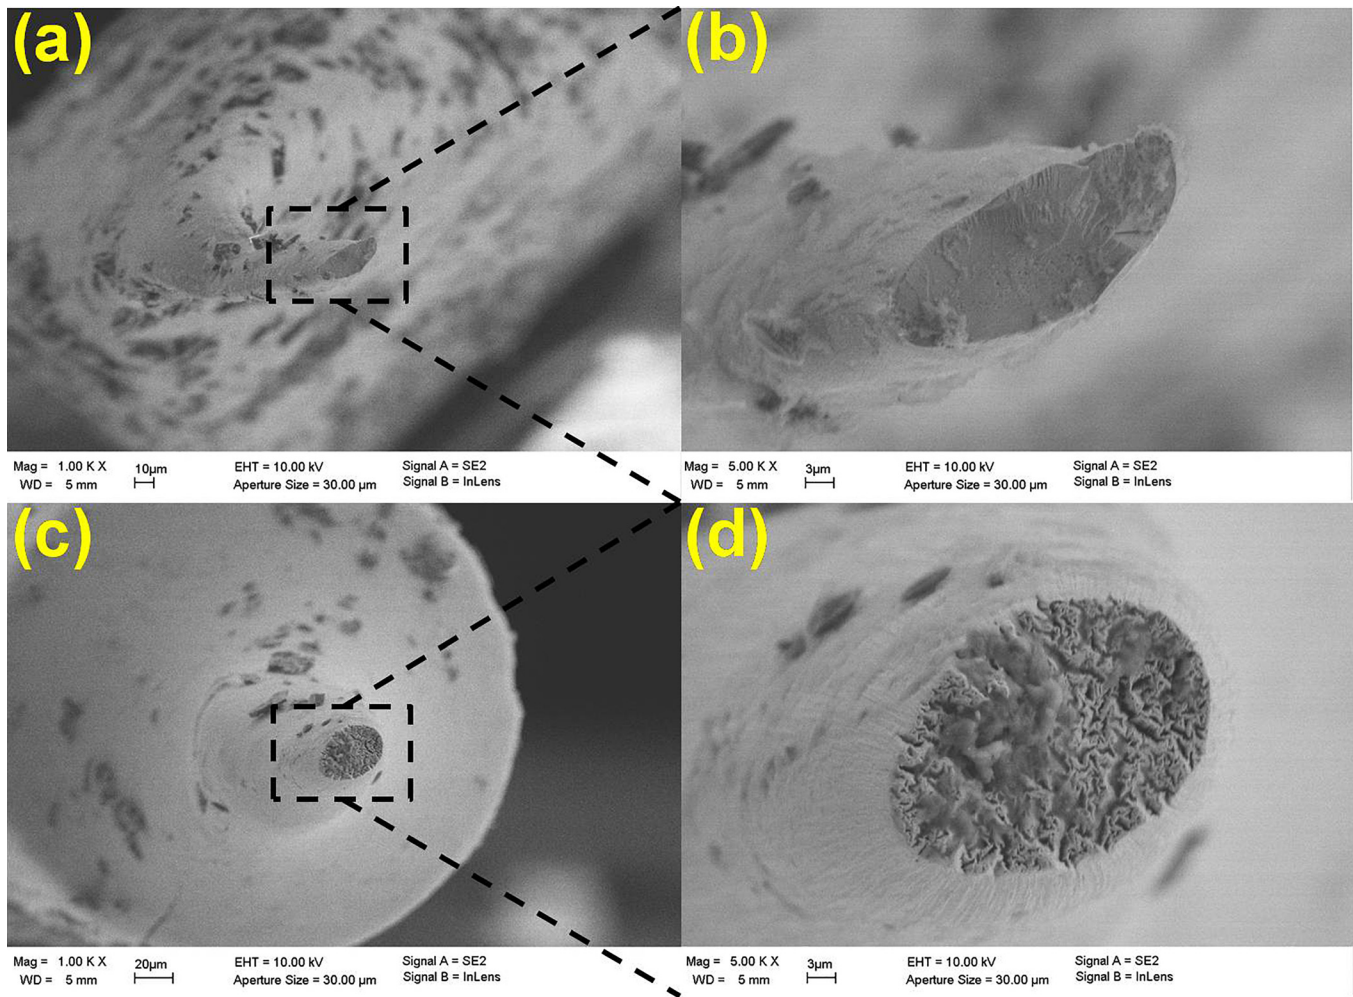 (a)
(b)
Mag = 1.00 K X 10µm EHT = 10.00 kV Signal A = SE2
WD = 5 mm Aperture Size = 30.00 µm Signal B = InLens
Mag = 5.00 K X 3µm EHT = 10.00 kV Signal A = SE2
WD = 5 mm Aperture Size = 30.00 µm Signal B = InLens
(c)
(d)
Mag = 1.00 K X 20µm EHT = 10.00 kV Signal A = SE2
WD = 5 mm Aperture Size = 30.00 µm Signal B = InLens
Mag = 5.00 K X 3µm EHT = 10.00 kV Signal A = SE2
WD = 5 mm Aperture Size = 30.00 µm Signal B = InLens